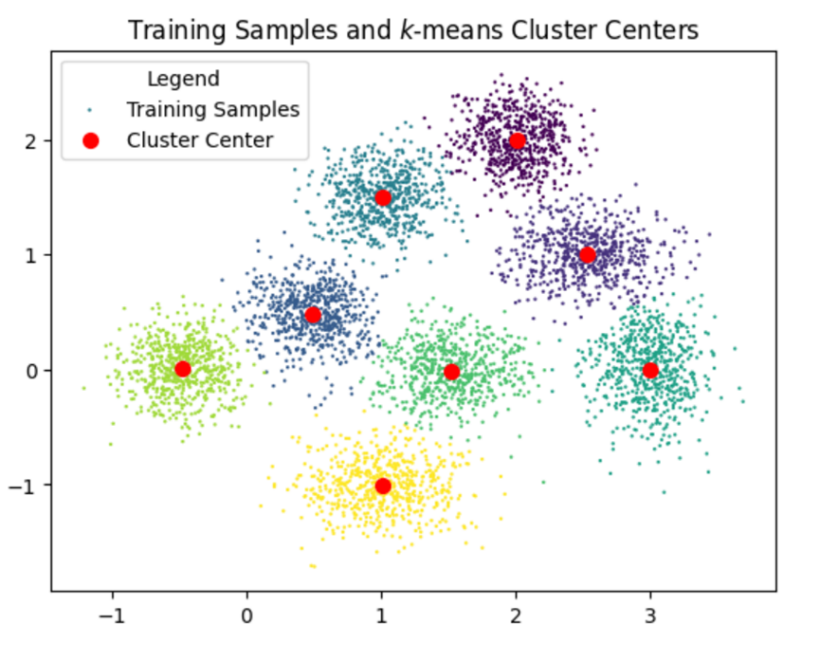 Training Samples and k-means Cluster Centers
Legend
Training Samples
Cluster Center
2
1
0
−1
−1
0
1
2
3